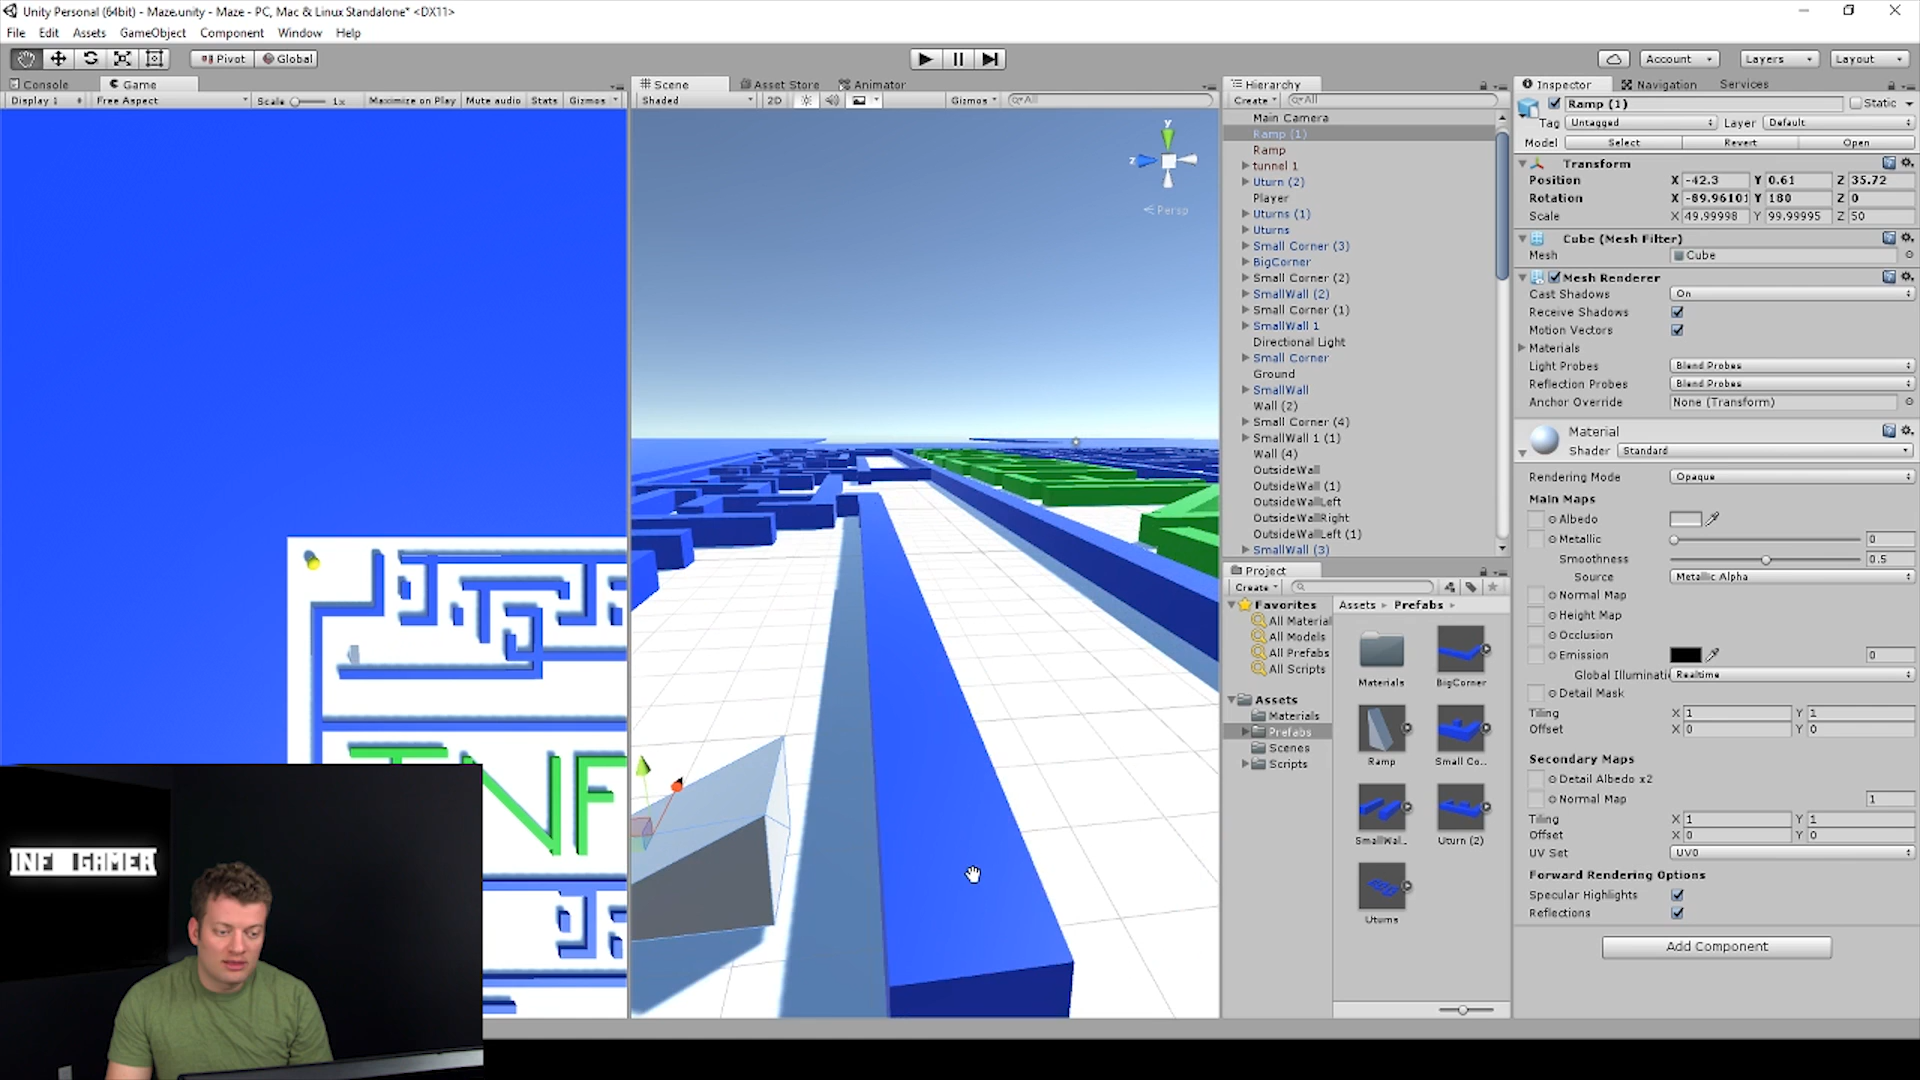 Unity Personal (64bit) - Maze.unity - Maze - PC, Mac & Linux Standalone* <DX11>
File Edit Assets GameObject Component Window Help
Pivot Global Account Layers Layout
Console Game
Display 1 Free Aspect Scale 1x Maximize on Play Mute audio Stats Gizmos
Scene Asset Store Animator
Shaded 2D Gizmos All
y
z
Persp
INF
INFI GAMER
Hierarchy
Create All
Main Camera
Ramp (1)
Ramp
tunnel 1
Uturn (2)
Player
Uturns (1)
Uturns
Small Corner (3)
BigCorner
Small Corner (2)
SmallWall (2)
Small Corner (1)
SmallWall 1
Directional Light
Small Corner
Ground
SmallWall
Wall (2)
Small Corner (4)
SmallWall 1 (1)
Wall (4)
OutsideWall
OutsideWall (1)
OutsideWallLeft
OutsideWallRight
OutsideWallLeft (1)
SmallWall (3)
Project
Create
Favorites
All Material
All Models
All Prefabs
All Scripts
Assets
Materials
Prefabs
Scenes
Scripts
Assets Prefabs
Materials BigCorner
Ramp Small Co...
SmallWal... Uturn (2)
Uturns
Inspector Navigation Services
Ramp (1) Static
Tag Untagged Layer Default
Model Select Revert Open
Transform
Position X -42.3 Y 0.61 Z 35.72
Rotation X -89.96101 Y 180 Z 0
Scale X 49.99998 Y 99.99995 Z 50
Cube (Mesh Filter)
Mesh Cube
Mesh Renderer
Cast Shadows On
Receive Shadows
Motion Vectors
Materials
Light Probes Blend Probes
Reflection Probes Blend Probes
Anchor Override None (Transform)
Material
Shader Standard
Rendering Mode Opaque
Main Maps
Albedo
Metallic 0
Smoothness 0.5
Source Metallic Alpha
Normal Map
Height Map
Occlusion
Emission 0
Global Illuminati Realtime
Detail Mask
Tiling X 1 Y 1
Offset X 0 Y 0
Secondary Maps
Detail Albedo x2
Normal Map 1
Tiling X 1 Y 1
Offset X 0 Y 0
UV Set UV0
Forward Rendering Options
Specular Highlights
Reflections
Add Component